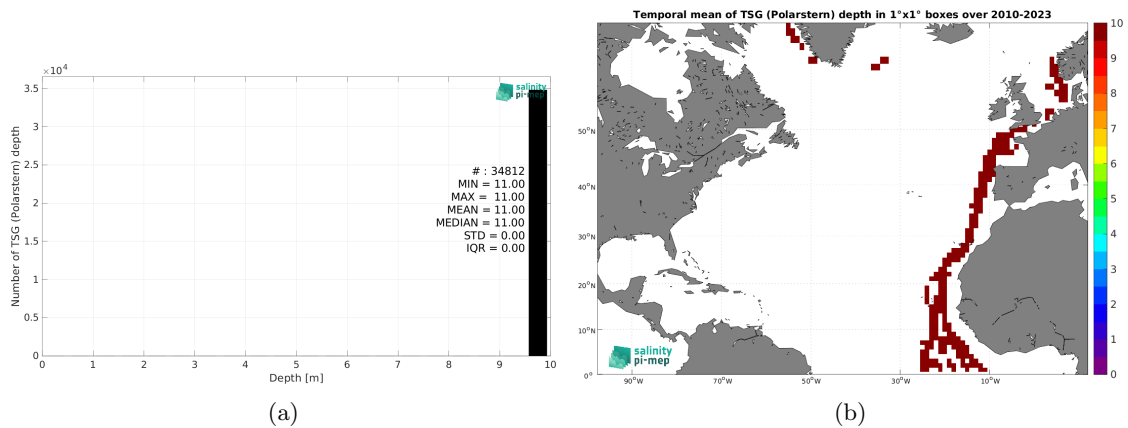 ×10⁴
3.5
3
2.5
2
1.5
1
0.5
0
Number of TSG (Polarstern) depth
salinity
pi-mep
# : 34812
MIN = 11.00
MAX = 11.00
MEAN = 11.00
MEDIAN = 11.00
STD = 0.00
IQR = 0.00
0 1 2 3 4 5 6 7 8 9 10
Depth [m]
(a)
Temporal mean of TSG (Polarstern) depth in 1°x1° boxes over 2010-2023
50°N
40°N
30°N
20°N
10°N
0°
90°W 70°W 50°W 30°W 10°W
salinity
pi-mep
10
9
8
7
6
5
4
3
2
1
0
(b)